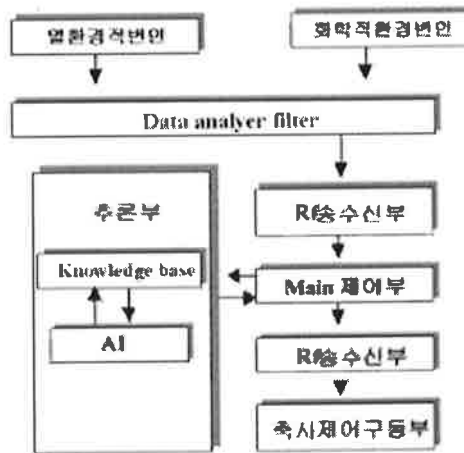 열환경적변인
화학적환경변인
Data analyer filter
추론부
Rf송수신부
Knowledge base
Main 제어부
AI
Rf송수신부
축사제어구동부